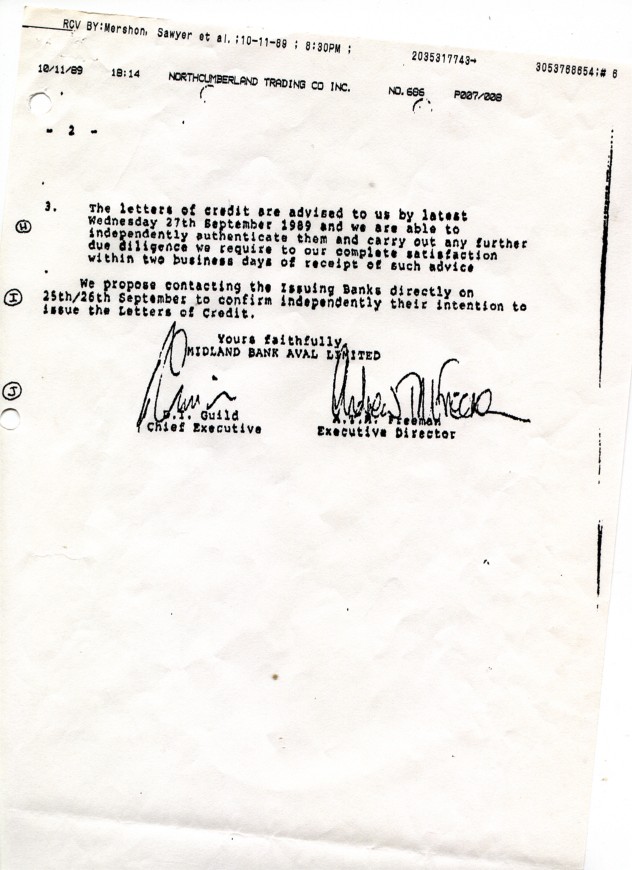 RCV BY:Mershon, Sawyer et al. ;10-11-89 ; 8:30PM ; 2035317743→ 3053768654;# 6
10/11/89 18:14 NORTHCUMBERLAND TRADING CO INC. NO.686 P007/008
- 2 -
3. The letters of credit are advised to us by latest
Wednesday 27th September 1989 and we are able to
independently authenticate them and carry out any further
due diligence we require to our complete satisfaction
within two business days of receipt of such advice
H
We propose contacting the Issuing Banks directly on
25th/26th September to confirm independently their intention to
issue the Letters of Credit.
I
Yours faithfully
MIDLAND BANK AVAL LIMITED
J
Guild Freeman
Chief Executive Executive Director